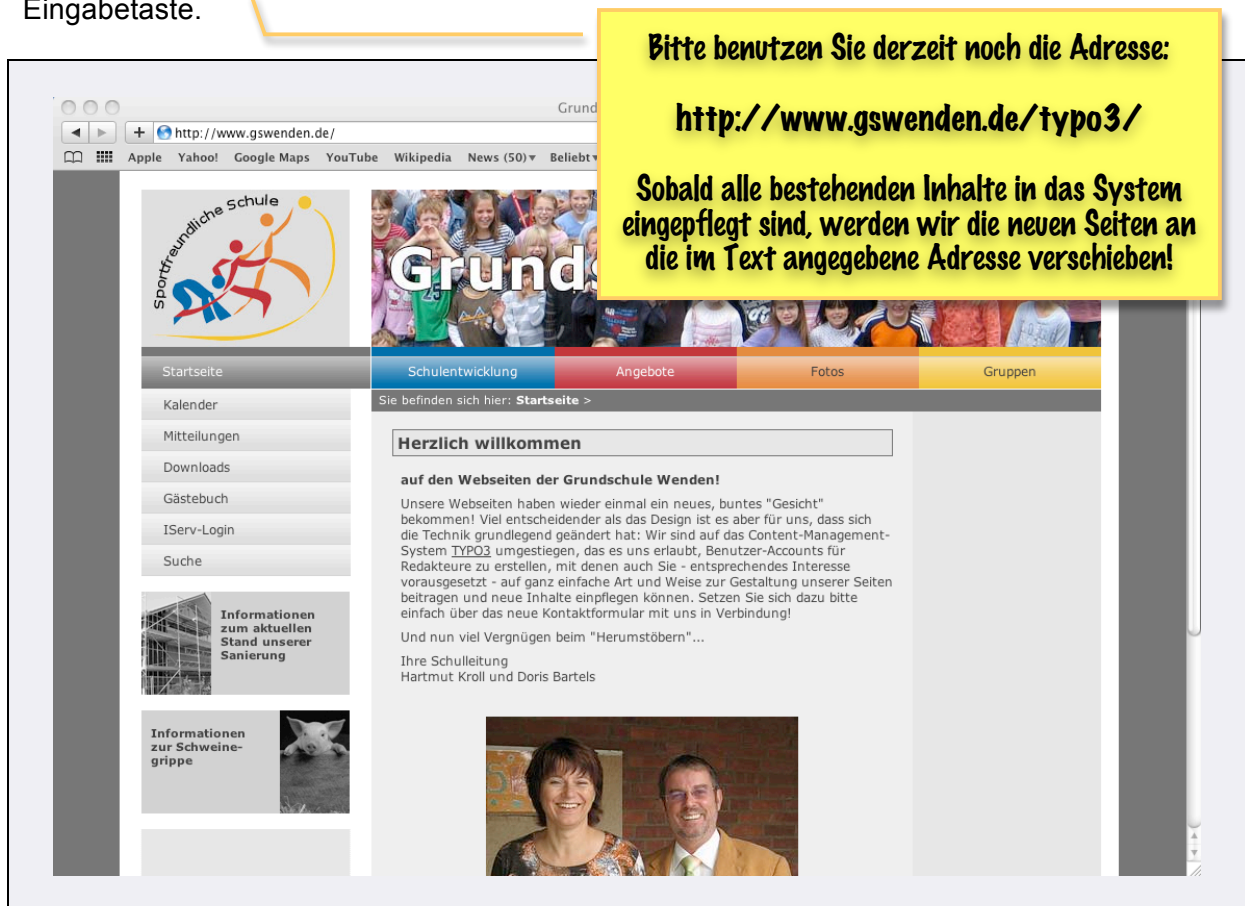 Eingabetaste.
Bitte benutzen Sie derzeit noch die Adresse:
http://www.gswenden.de/typo3/
Sobald alle bestehenden Inhalte in das System
eingepflegt sind, werden wir die neuen Seiten an
die im Text angegebene Adresse verschieben!
Grund
http://www.gswenden.de/
Apple Yahoo! Google Maps YouTube Wikipedia News (50) Beliebt
Sportfreundliche Schule
Grunds
Startseite
Schulentwicklung Angebote Fotos Gruppen
Kalender
Mitteilungen
Downloads
Gästebuch
IServ-Login
Suche
Informationen
zum aktuellen
Stand unserer
Sanierung
Informationen
zur Schweine-
grippe
Sie befinden sich hier: Startseite >
Herzlich willkommen
auf den Webseiten der Grundschule Wenden!
Unsere Webseiten haben wieder einmal ein neues, buntes "Gesicht"
bekommen! Viel entscheidender als das Design ist es aber für uns, dass sich
die Technik grundlegend geändert hat: Wir sind auf das Content-Management-
System TYPO3 umgestiegen, das es uns erlaubt, Benutzer-Accounts für
Redakteure zu erstellen, mit denen auch Sie - entsprechendes Interesse
vorausgesetzt - auf ganz einfache Art und Weise zur Gestaltung unserer Seiten
beitragen und neue Inhalte einpflegen können. Setzen Sie sich dazu bitte
einfach über das neue Kontaktformular mit uns in Verbindung!
Und nun viel Vergnügen beim "Herumstöbern"...
Ihre Schulleitung
Hartmut Kroll und Doris Bartels